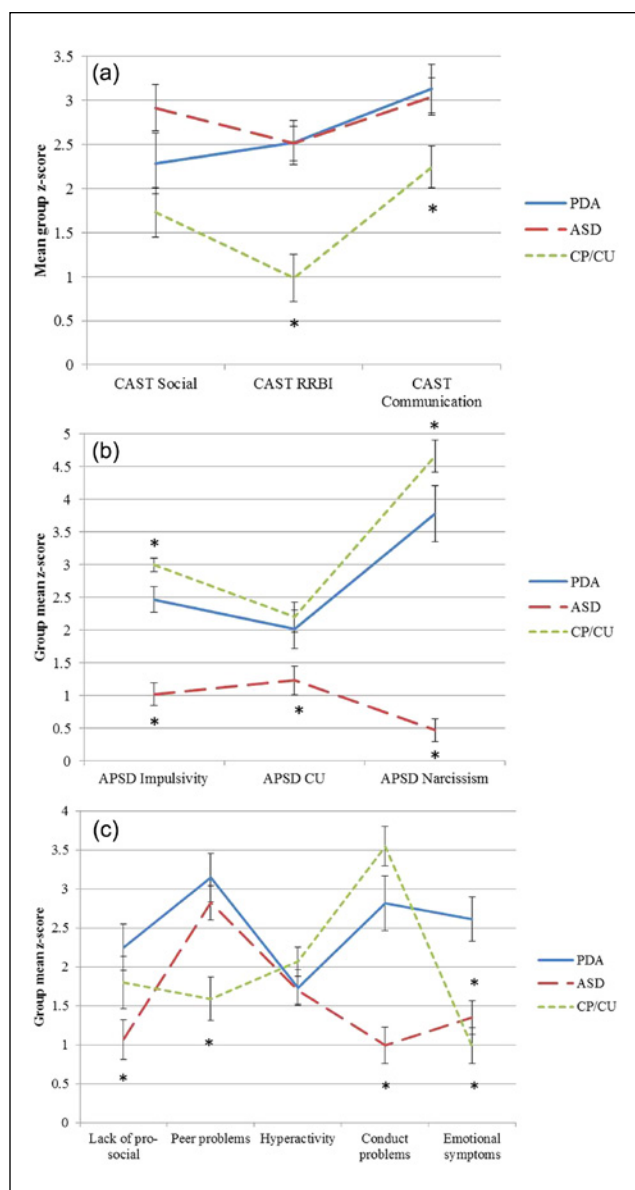 (a)
3.5
3
2.5
2
1.5
1
0.5
0
Mean group z-score
CAST Social
CAST RRBI
CAST
Communication
*
*
PDA
ASD
CP/CU
(b)
5
4.5
4
3.5
3
2.5
2
1.5
1
0.5
0
Group mean z-score
APSD Impulsivity
APSD CU
APSD Narcissism
*
*
*
*
*
PDA
ASD
CP/CU
(c)
4
3.5
3
2.5
2
1.5
1
0.5
0
Group mean z-score
Lack of pro-
social
Peer problems
Hyperactivity
Conduct
problems
Emotional
symptoms
*
*
*
*
*
PDA
ASD
CP/CU